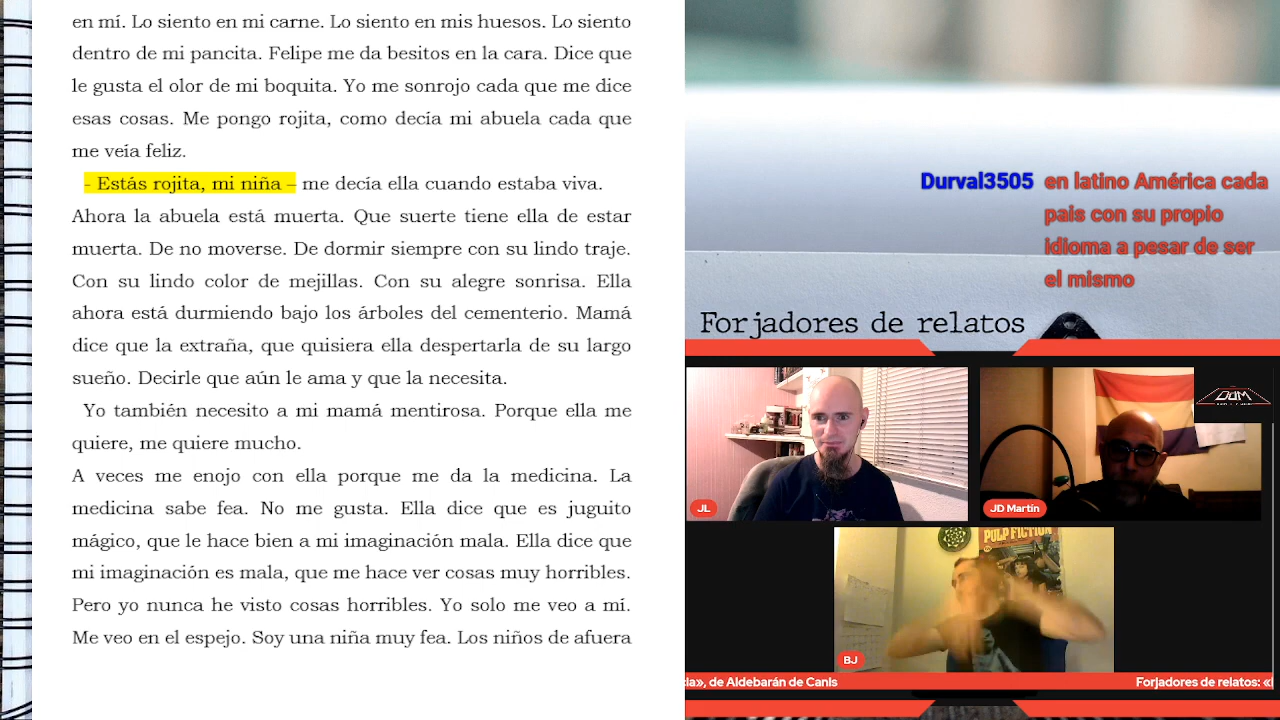 en mí. Lo siento en mi carne. Lo siento en mis huesos. Lo siento
dentro de mi pancita. Felipe me da besitos en la cara. Dice que
le gusta el olor de mi boquita. Yo me sonrojo cada que me dice
esas cosas. Me pongo rojita, como decía mi abuela cada que
me veía feliz.
- Estás rojita, mi niña – me decía ella cuando estaba viva.
Ahora la abuela está muerta. Que suerte tiene ella de estar
muerta. De no moverse. De dormir siempre con su lindo traje.
Con su lindo color de mejillas. Con su alegre sonrisa. Ella
ahora está durmiendo bajo los árboles del cementerio. Mamá
dice que la extraña, que quisiera ella despertarla de su largo
sueño. Decirle que aún le ama y que la necesita.
Yo también necesito a mi mamá mentirosa. Porque ella me
quiere, me quiere mucho.
A veces me enojo con ella porque me da la medicina. La
medicina sabe fea. No me gusta. Ella dice que es juguito
mágico, que le hace bien a mi imaginación mala. Ella dice que
mi imaginación es mala, que me hace ver cosas muy horribles.
Pero yo nunca he visto cosas horribles. Yo solo me veo a mí.
Me veo en el espejo. Soy una niña muy fea. Los niños de afuera
Durval3505 en latino América cada
pais con su propio
idioma a pesar de ser
el mismo
Forjadores de relatos
JL
JD Martín
PULP FICTION
BJ
cia», de Aldebarán de Canis
Forjadores de relatos: «